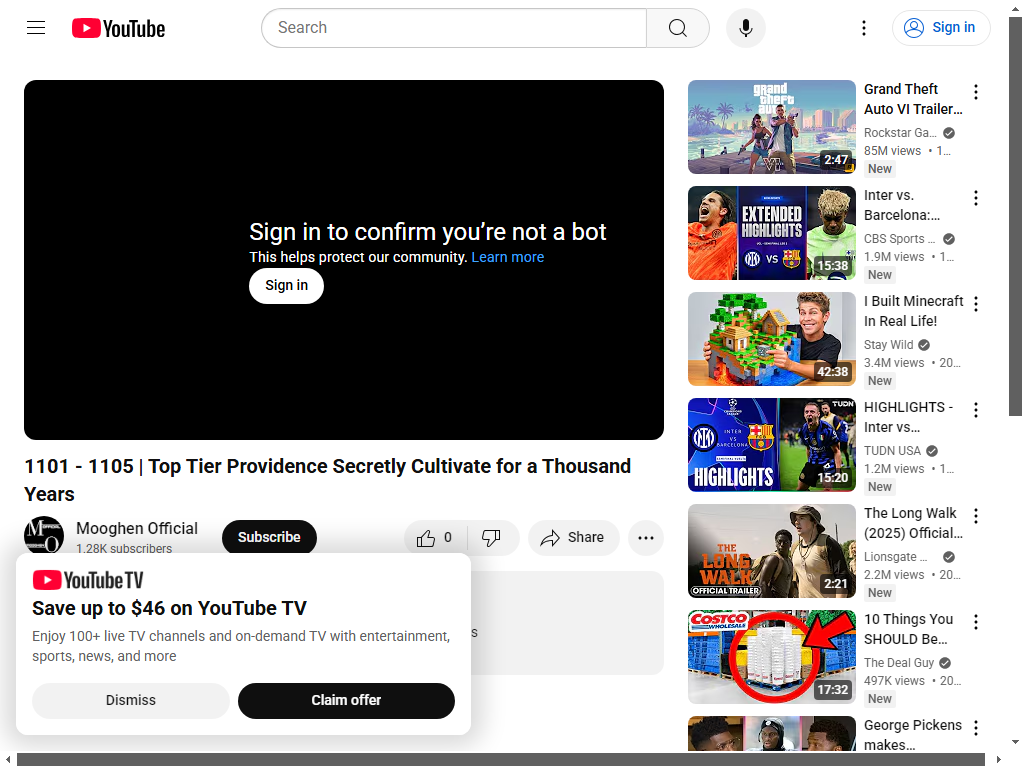 YouTube
Search
Sign in
Sign in to confirm you're not a bot
This helps protect our community. Learn more
Sign in
1101 - 1105 | Top Tier Providence Secretly Cultivate for a Thousand
Years
Mooghen Official
1.28K subscribers
Subscribe
0
Share
YouTube TV
Save up to $46 on YouTube TV
Enjoy 100+ live TV channels and on-demand TV with entertainment,
sports, news, and more
Dismiss
Claim offer
grand
theft
auto
VI
2:47
Grand Theft
Auto VI Trailer...
Rockstar Ga...
85M views • 1...
New
EXTENDED
HIGHLIGHTS
VS
15:38
Inter vs.
Barcelona:...
CBS Sports ...
1.9M views • 1...
New
42:38
I Built Minecraft
In Real Life!
Stay Wild
3.4M views • 20...
New
TUDN
INTER
VS
BARCELONA
HIGHLIGHTS
15:20
HIGHLIGHTS -
Inter vs...
TUDN USA
1.2M views • 1...
New
THE
LONG
WALK
OFFICIAL TRAILER
2:21
The Long Walk
(2025) Official...
Lionsgate ...
2.2M views • 20...
New
COSTCO
WHOLESALE
17:32
10 Things You
SHOULD Be...
The Deal Guy
497K views • 20...
New
George Pickens
makes...